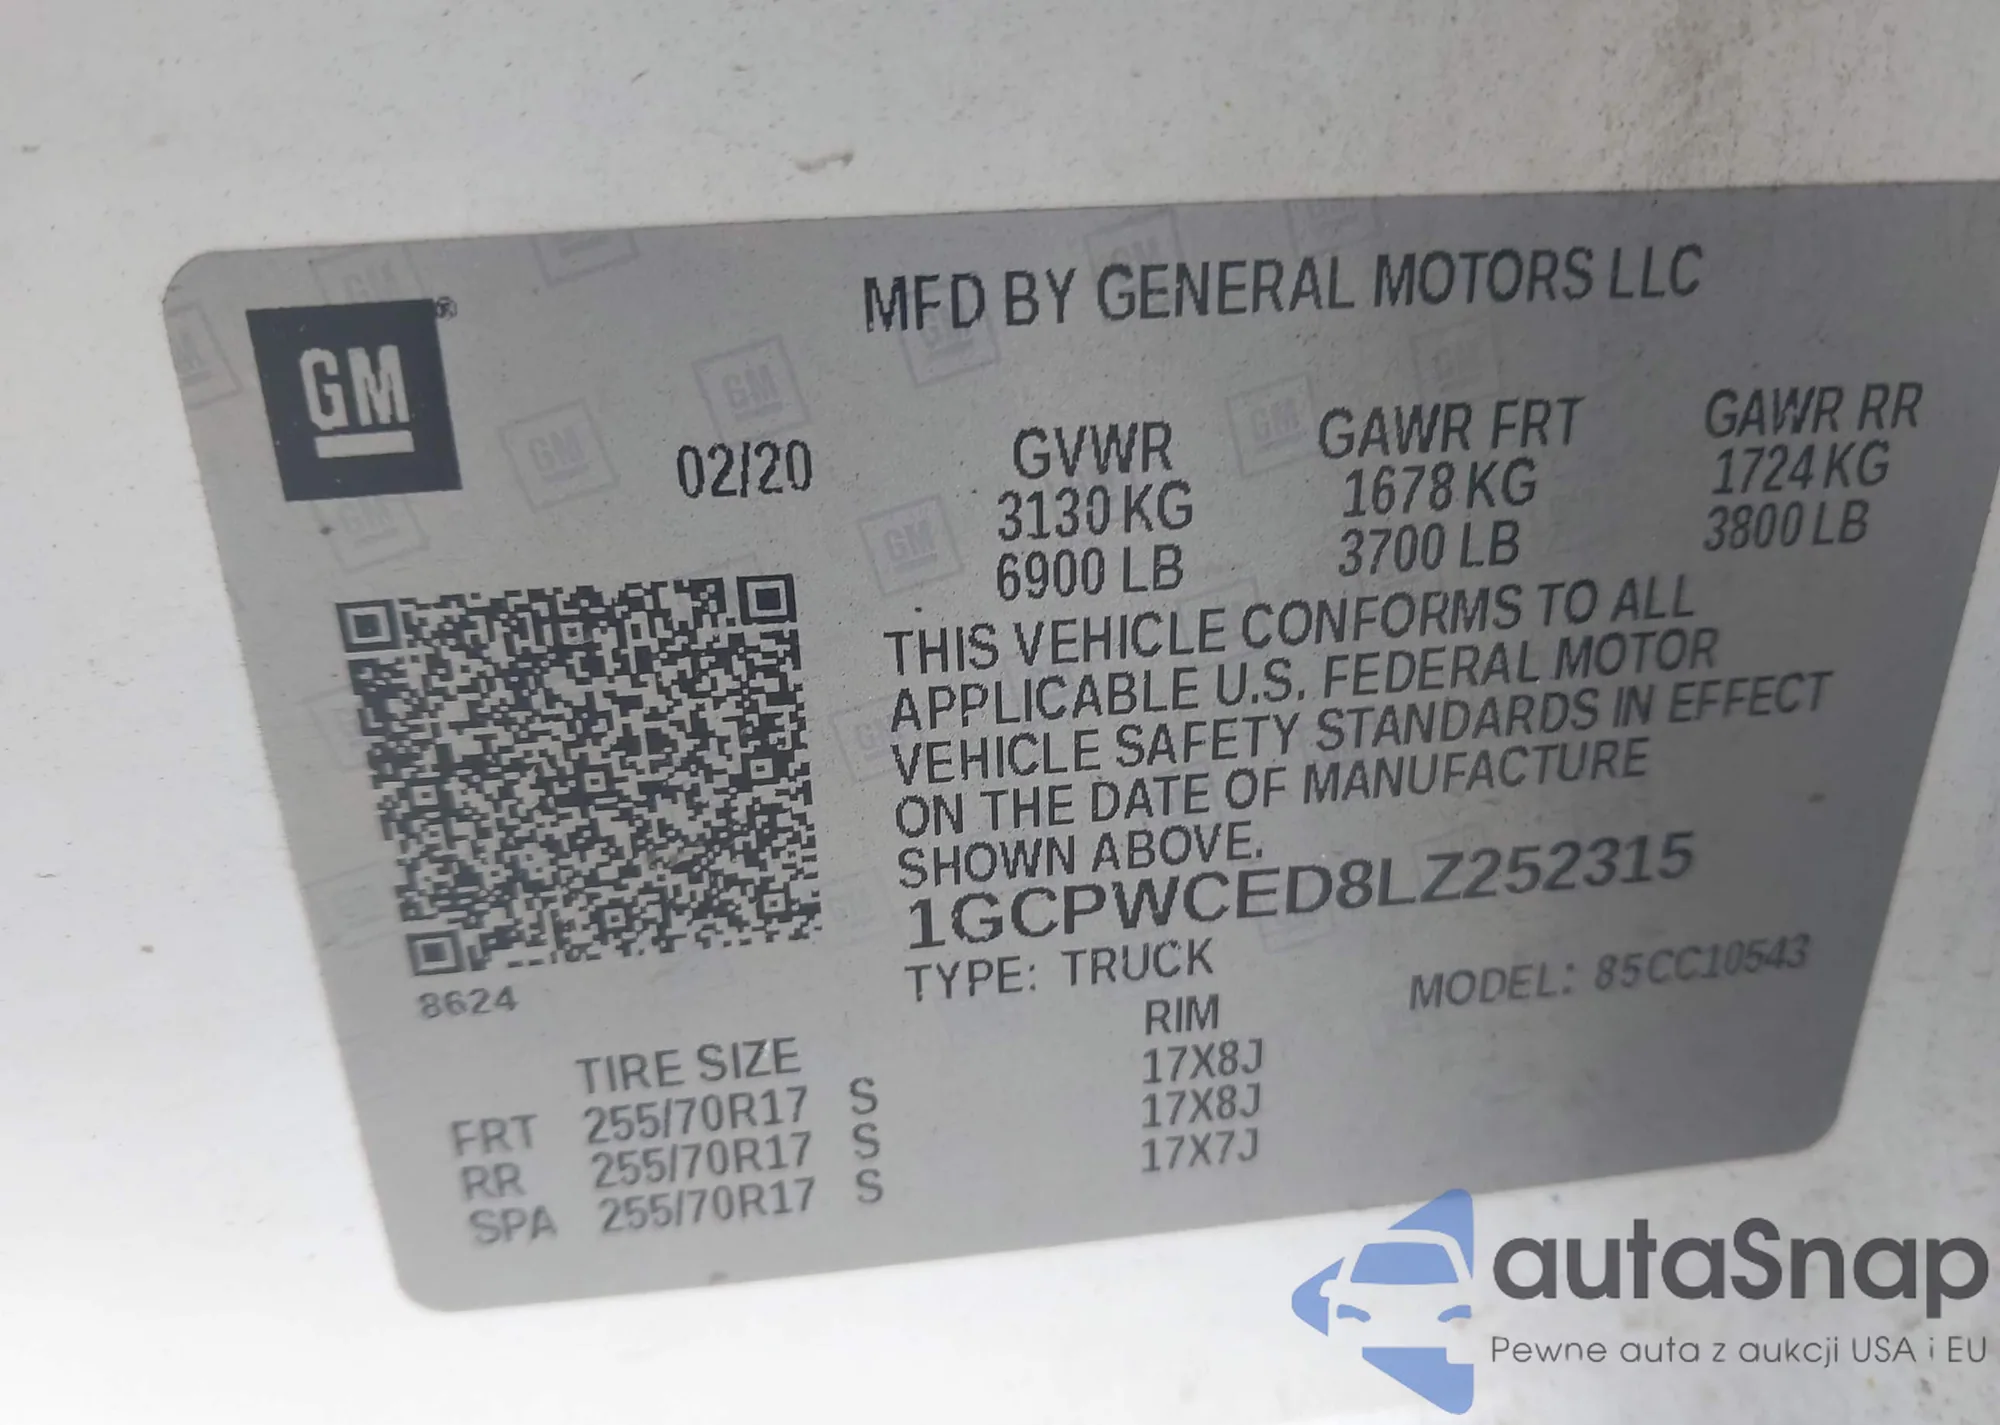 GM®
MFD BY GENERAL MOTORS LLC
02/20
GVWR GAWR FRT GAWR RR
3130 KG 1678 KG 1724 KG
6900 LB 3700 LB 3800 LB
THIS VEHICLE CONFORMS TO ALL
APPLICABLE U.S. FEDERAL MOTOR
VEHICLE SAFETY STANDARDS IN EFFECT
ON THE DATE OF MANUFACTURE
SHOWN ABOVE.
1GCPWCED8LZ252315
TYPE: TRUCK MODEL: 85CC10543
8624
TIRE SIZE RIM
FRT 255/70R17 S 17X8J
RR 255/70R17 S 17X8J
SPA 255/70R17 S 17X7J
autaSnap
Pewne auta z aukcji USA i EU